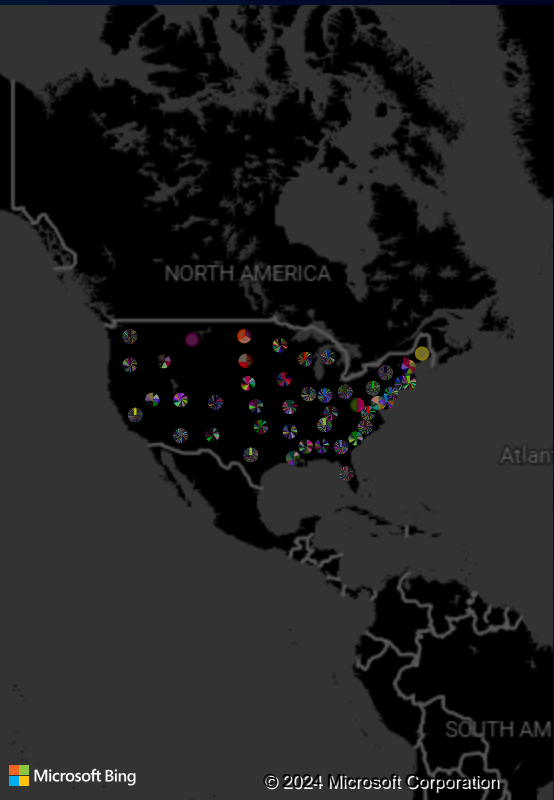 NORTH AMERICA
Atlan
SOUTH AM
Microsoft Bing
© 2024 Microsoft Corporation